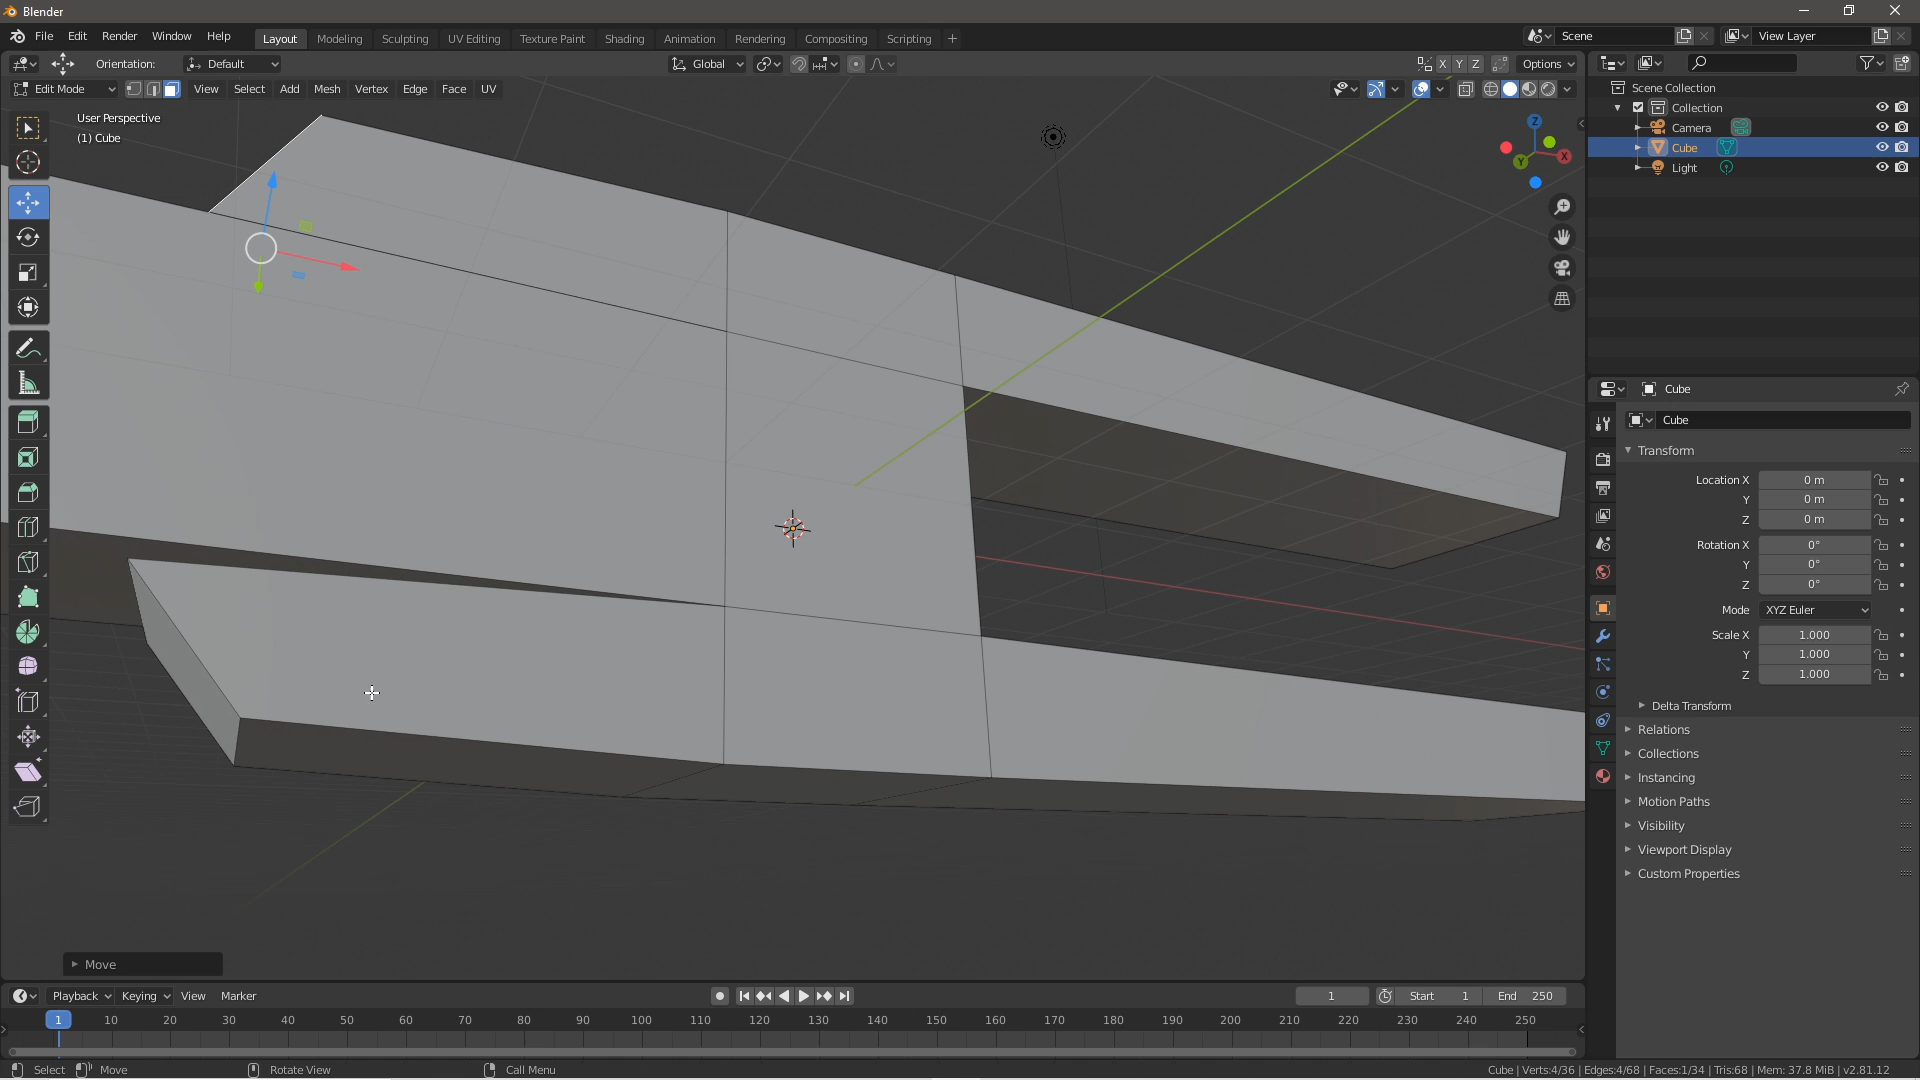 Blender
File Edit Render Window Help
Layout Modeling Sculpting UV Editing Texture Paint Shading Animation Rendering Compositing Scripting +
Scene
View Layer
Orientation: Default
Global
X Y Z
Options
Edit Mode
View Select Add Mesh Vertex Edge Face UV
User Perspective
(1) Cube
Z
X
Y
Scene Collection
Collection
Camera
Cube
Light
Cube
Cube
Transform
Location X 0 m
Y 0 m
Z 0 m
Rotation X 0°
Y 0°
Z 0°
Mode XYZ Euler
Scale X 1.000
Y 1.000
Z 1.000
Delta Transform
Relations
Collections
Instancing
Motion Paths
Visibility
Viewport Display
Custom Properties
Move
Playback Keying View Marker
1
Start 1
End 250
1 10 20 30 40 50 60 70 80 90 100 110 120 130 140 150 160 170 180 190 200 210 220 230 240 250
Select Move Rotate View Call Menu
Cube | Verts:4/36 | Edges:4/68 | Faces:1/34 | Tris:68 | Mem: 37.8 MiB | v2.81.12